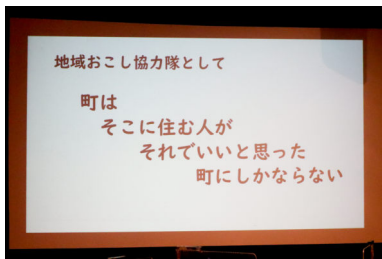 地域おこし協力隊として
町は
そこに住む人が
それでいいと思った
町にしかならない